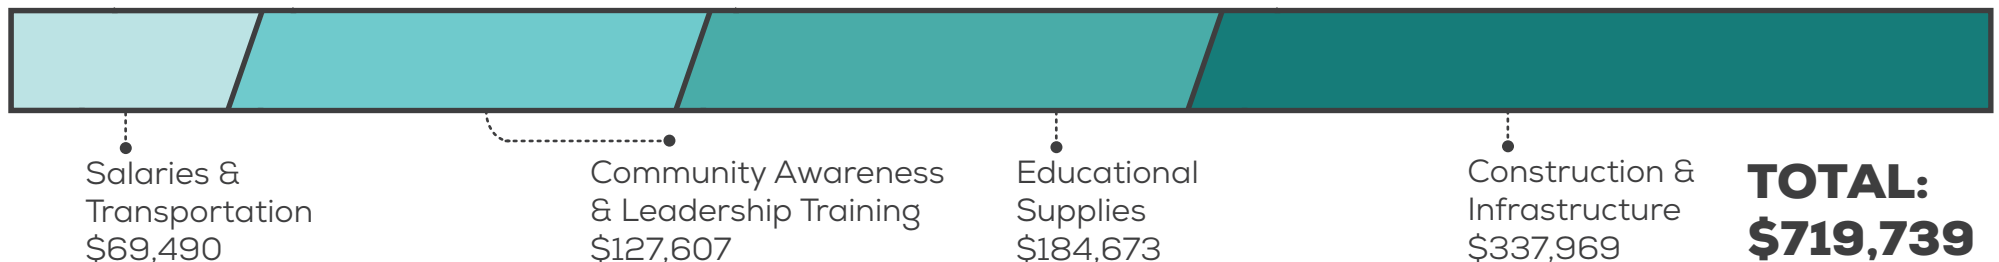 Salaries &
Transportation
$69,490
Community Awareness
& Leadership Training
$127,607
Educational
Supplies
$184,673
Construction &
Infrastructure
$337,969
TOTAL:
$719,739